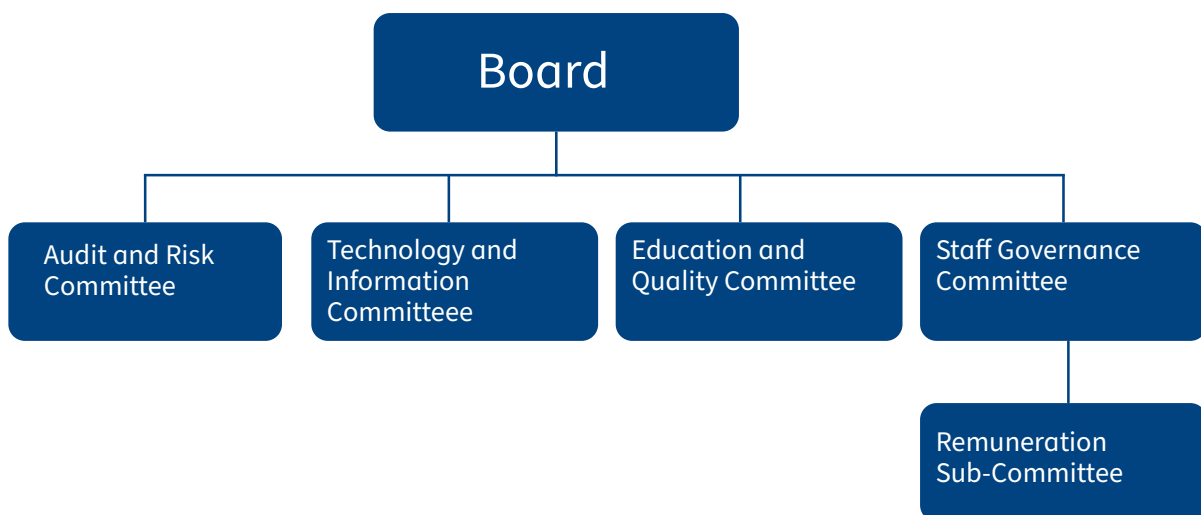 Board
Audit and Risk
Committee
Technology and
Information
Committeee
Education and
Quality Committee
Staff Governance
Committee
Remuneration
Sub-Committee